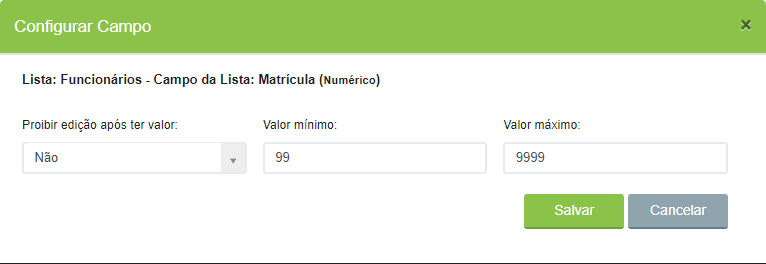 Configurar Campo ×
Lista: Funcionários - Campo da Lista: Matrícula (Numérico)
Proibir edição após ter valor: Valor mínimo: Valor máximo:
Não 99 9999
Salvar Cancelar